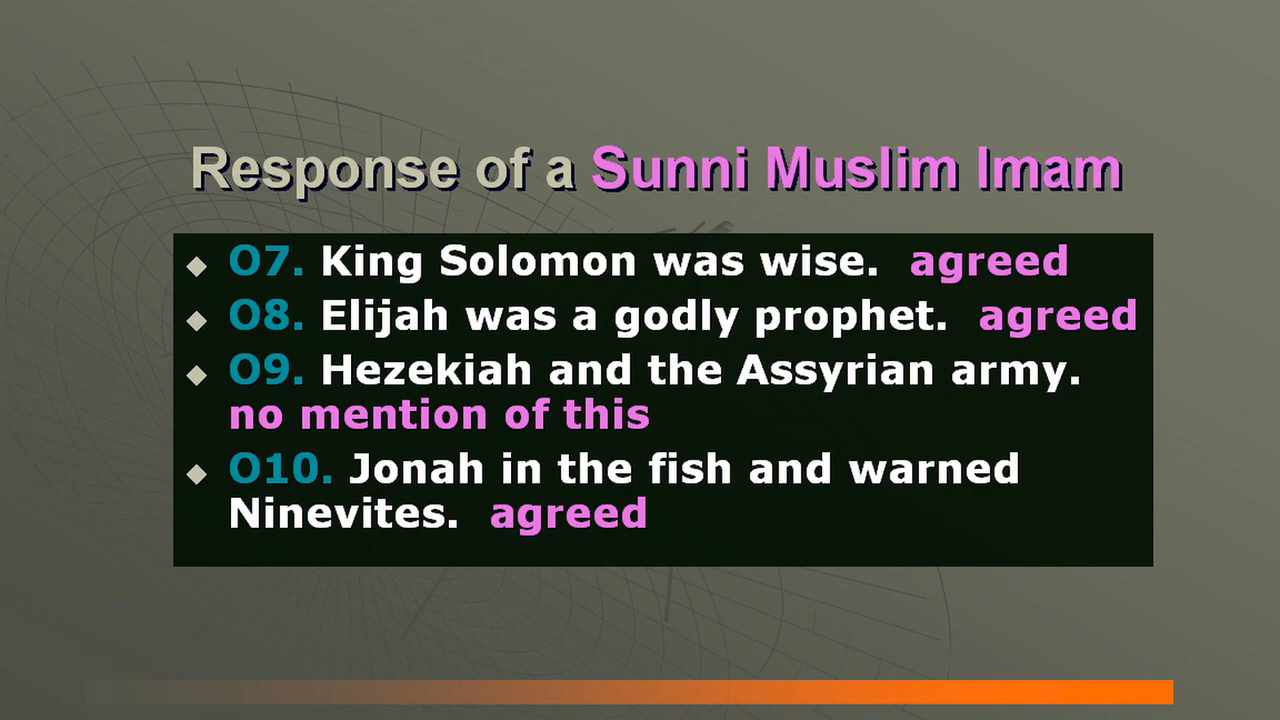 Response of a Sunni Muslim Imam
O7. King Solomon was wise. agreed
O8. Elijah was a godly prophet. agreed
O9. Hezekiah and the Assyrian army.
no mention of this
O10. Jonah in the fish and warned
Ninevites. agreed